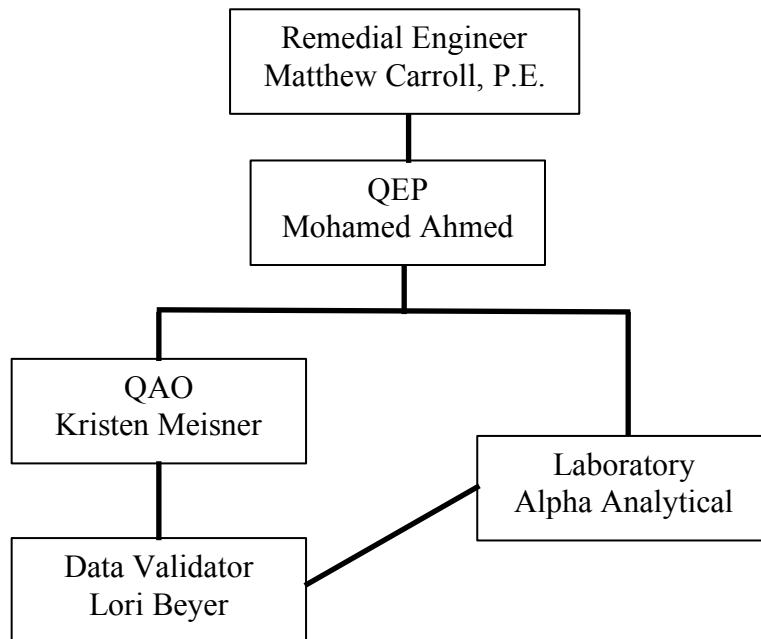 Remedial Engineer
Matthew Carroll, P.E.
QEP
Mohamed Ahmed
QAO
Kristen Meisner
Laboratory
Alpha Analytical
Data Validator
Lori Beyer